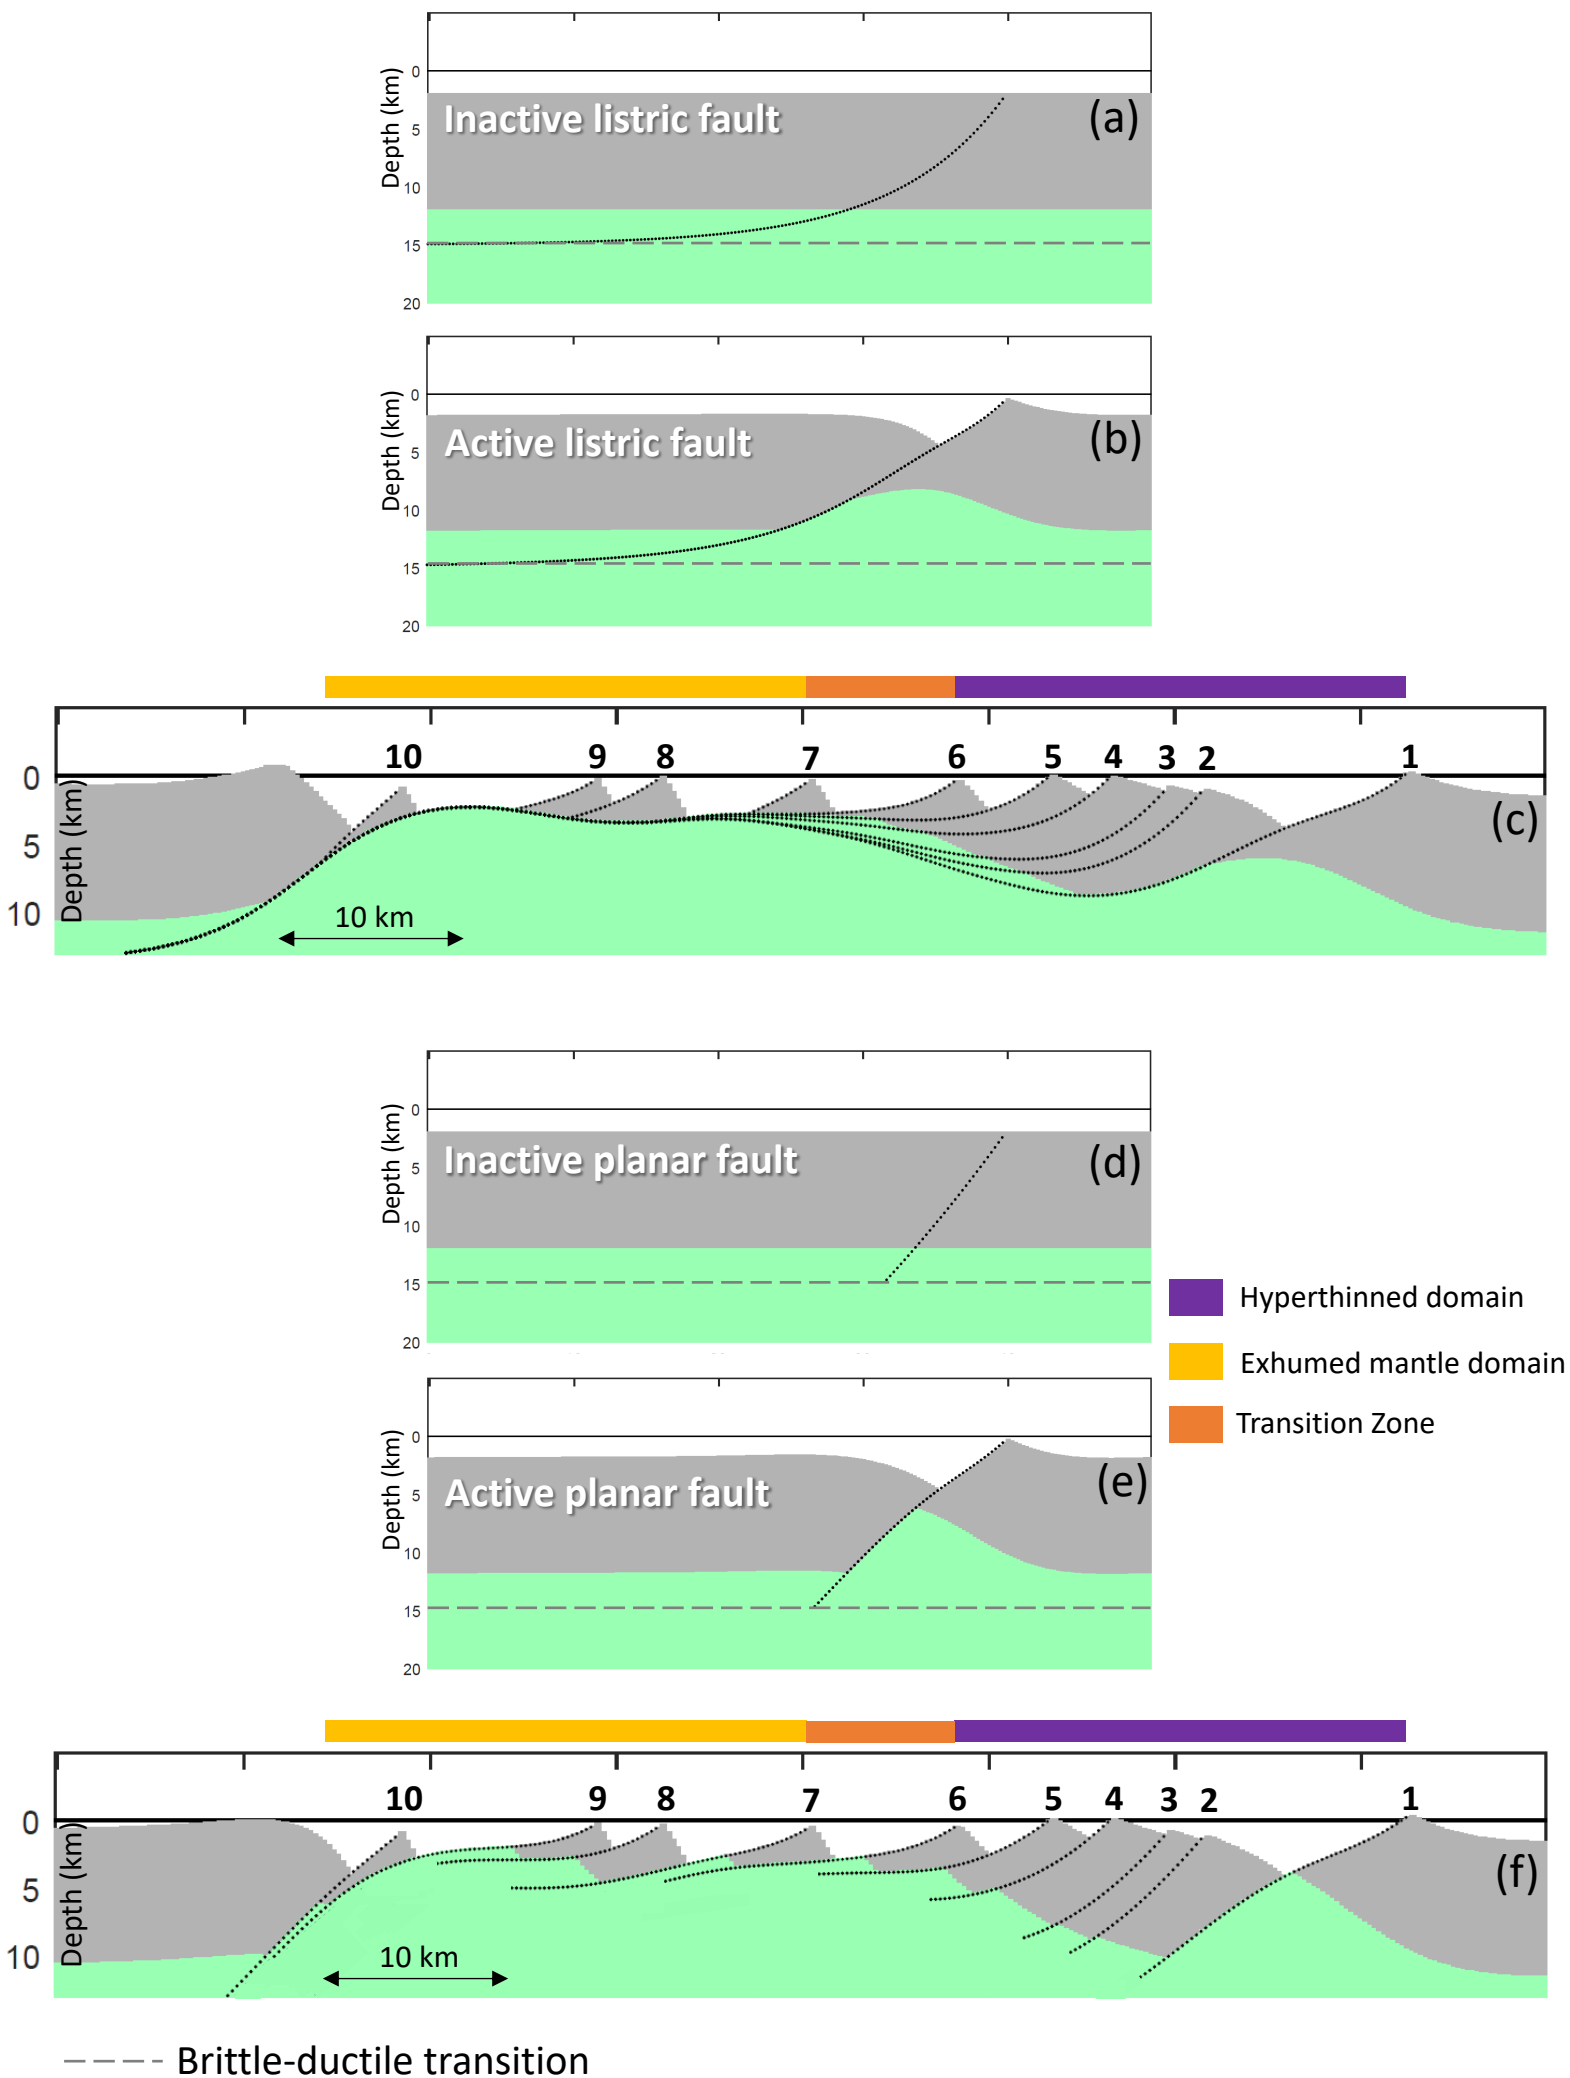 Depth (km)
0
5
10
15
20
Inactive listric fault
(a)
Depth (km)
0
5
10
15
20
Active listric fault
(b)
10 9 8 7 6 5 4 3 2 1
0
5
10
Depth (km)
(c)
10 km
Depth (km)
0
5
10
15
20
Inactive planar fault
(d)
Hyperthinned domain
Exhumed mantle domain
Transition Zone
Depth (km)
0
5
10
15
20
Active planar fault
(e)
10 9 8 7 6 5 4 3 2 1
0
5
10
Depth (km)
(f)
10 km
Brittle-ductile transition